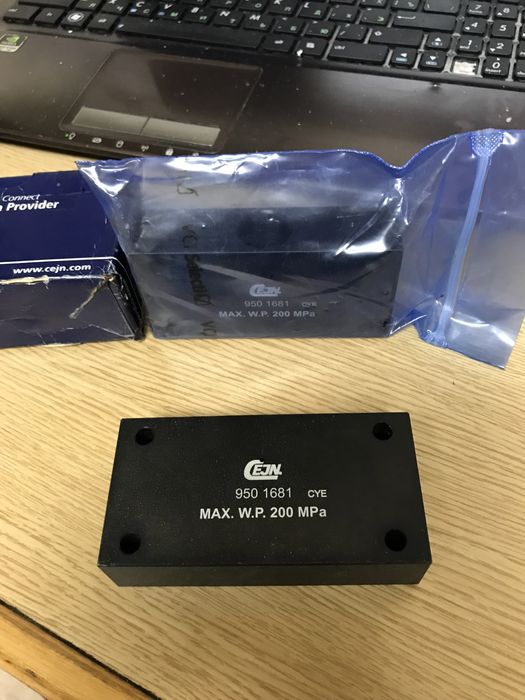 Connect
Provider
www.cejn.com
CEJN
950 1681 CYE
MAX. W.P. 200 MPa
CEJN
950 1681 CYE
MAX. W.P. 200 MPa